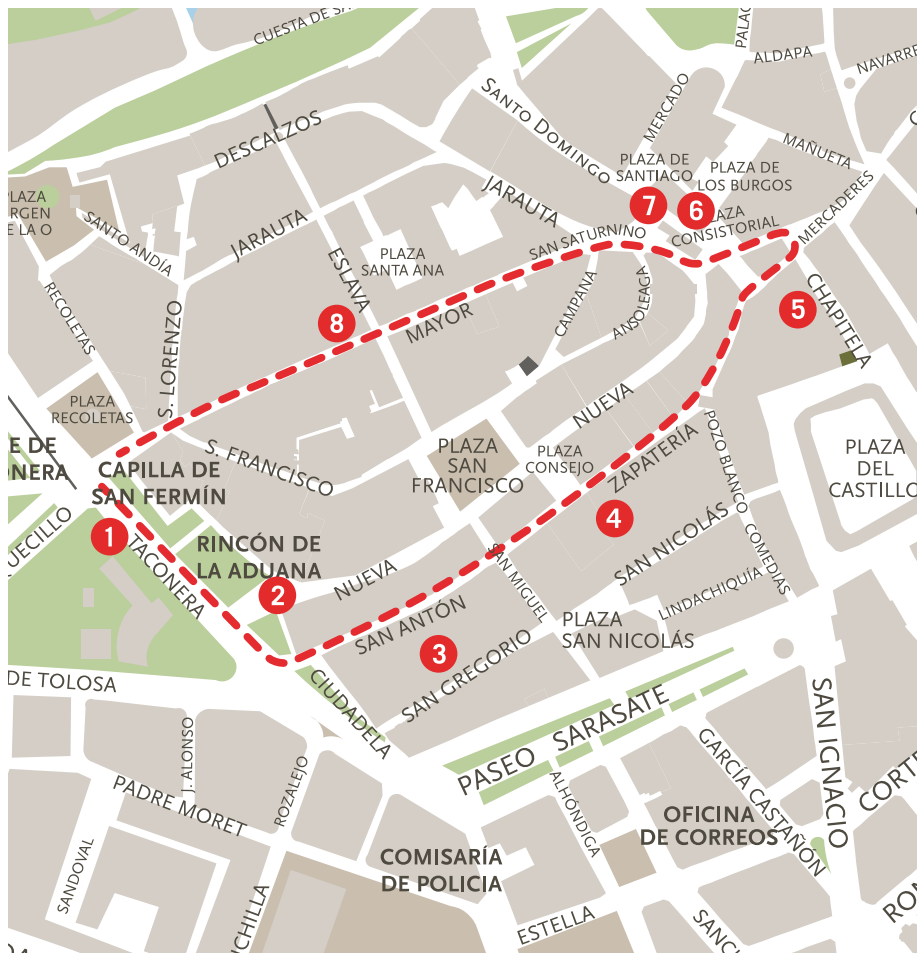 CUESTA DE SA
PALAC
ALDAPA
NAVARRE
DESCALZOS
SANTO DOMINGO
MERCADO
MAÑUETA
PLAZA DE
SANTIAGO
PLAZA DE
LOS BURGOS
7
6
PLAZA
CONSISTORIAL
MERCADERES
JARAUTA
SAN SATURNINO
PLAZA
VIRGEN
DE LA O
SANTO ANDÍA
JARAUTA
PLAZA
SANTA ANA
ESLAVA
CAMPANA
ANSOLEAGA
5
CHAPITELA
RECOLETAS
8
MAYOR
S. LORENZO
PLAZA
RECOLETAS
S. FRANCISCO
NUEVA
PLAZA
SAN
FRANCISCO
PLAZA
CONSEJO
ZAPATERÍA
POZO BLANCO
PLAZA
DEL
CASTILLO
E DE
ONERA
CAPILLA DE
SAN FERMÍN
4
UECILLO
1
TACONERA
RINCÓN DE
LA ADUANA
2
NUEVA
SAN MIGUEL
SAN NICOLÁS
COMEDIAS
LINDACHIQUÍA
SAN ANTÓN
3
PLAZA
SAN NICOLÁS
SAN GREGORIO
DE TOLOSA
CIUDADELA
PASEO SARASATE
SAN IGNACIO
J. ALONSO
ROZALEJO
PADRE MORET
SANDOVAL
GARCÍA CASTAÑÓN
CORTE
ALHÓNDIGA
OFICINA
DE CORREOS
COMISARÍA
DE POLICIA
UCHILLA
ESTELLA
SANC
RON